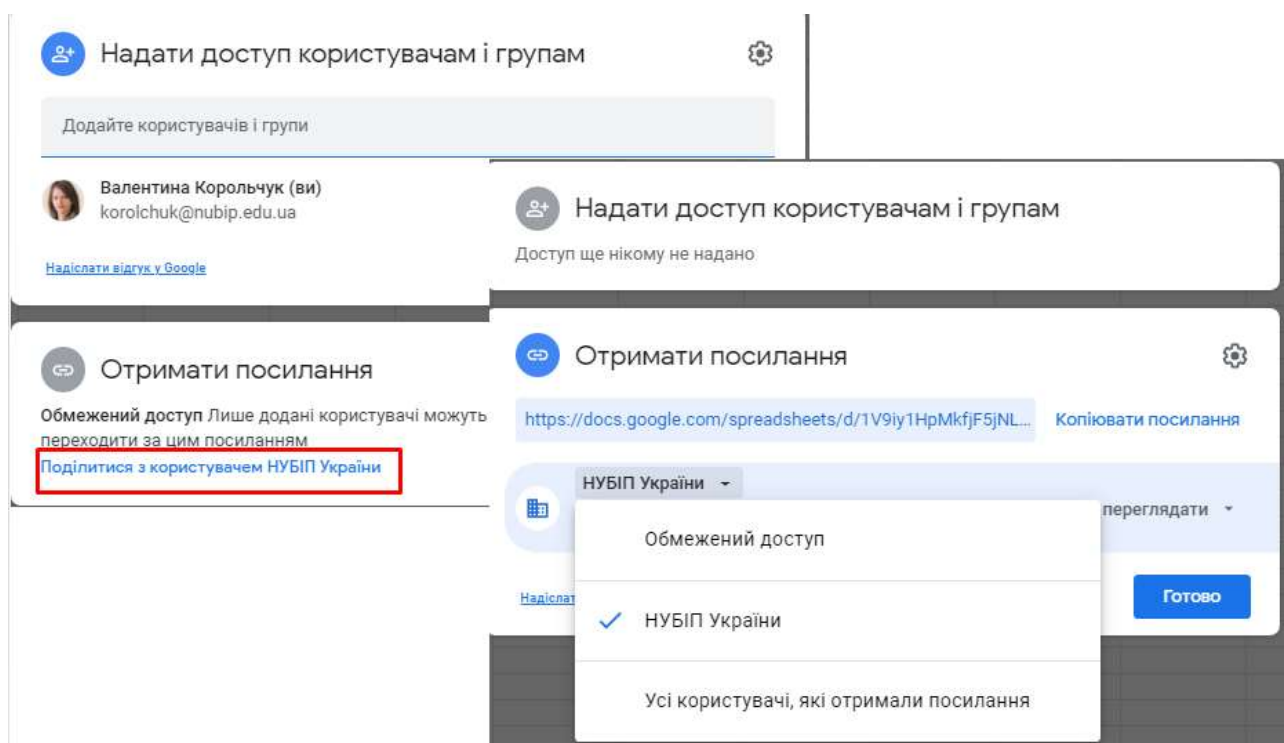 Надати доступ користувачам і групам
Додайте користувачів і групи
Валентина Корольчук (ви)
korolchuk@nubip.edu.ua
Надіслати відгук у Google
Отримати посилання
Обмежений доступ Лише додані користувачі можуть
переходити за цим посиланням
Поділитися з користувачем НУБІП України
Надати доступ користувачам і групам
Доступ ще нікому не надано
Отримати посилання
https://docs.google.com/spreadsheets/d/1V9iy1HpMkfjF5jNL... Копіювати посилання
НУБІП України
переглядати
Обмежений доступ
Надіслат
Готово
НУБІП України
Усі користувачі, які отримали посилання